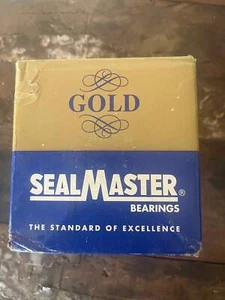 GOLD
SEALMASTER®
BEARINGS
THE STANDARD OF EXCELLENCE